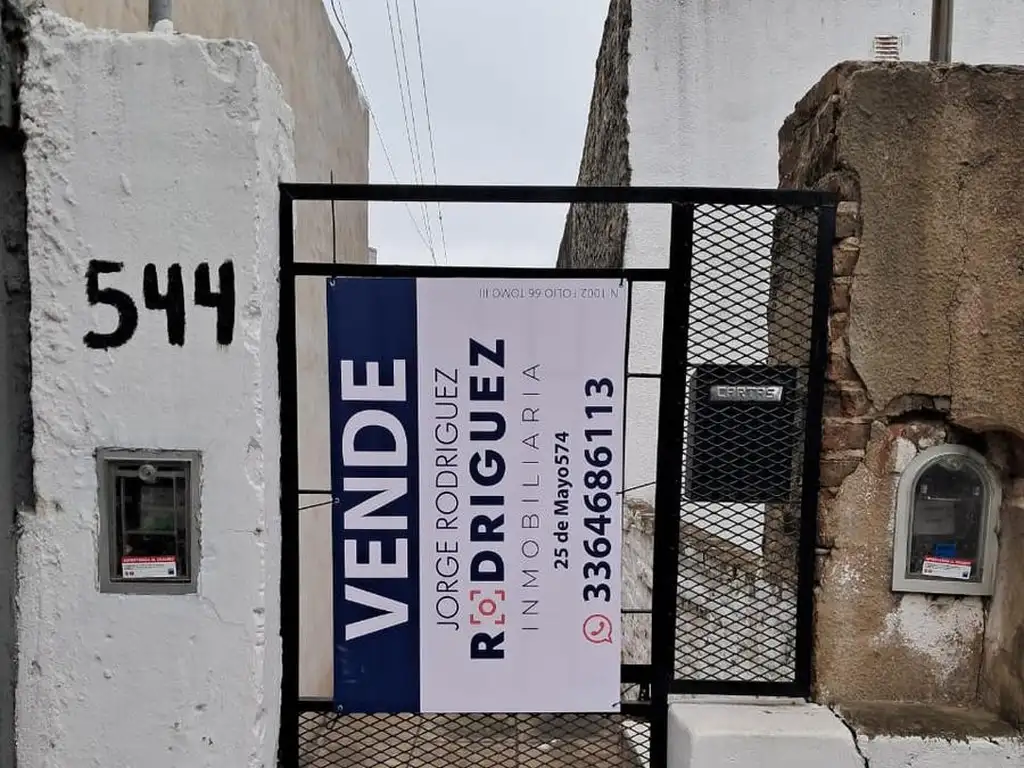 544
VENDE
JORGE RODRIGUEZ
RODRIGUEZ
INMOBILIARIA
25 de Mayo574
3364686113
N 1002 FOLIO 66 TOMO III
CARTAS